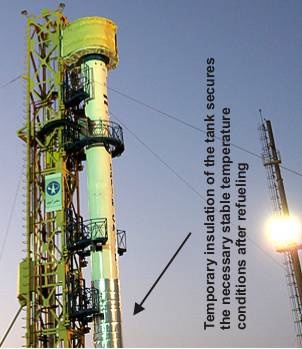 Temporary insulation of the tank secures
the necessary stable temperature
conditions after refueling